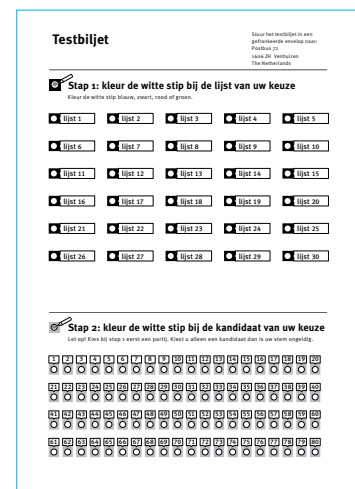 Testbiljet
Stuur het testbiljet in een
gefrankeerde envelop naar:
Postbus 72
1606 ZH Venhuizen
The Netherlands
Stap 1: kleur de witte stip bij de lijst van uw keuze
Kleur de witte stip blauw, zwart, rood of groen.
lijst 1 lijst 2 lijst 3 lijst 4 lijst 5
lijst 6 lijst 7 lijst 8 lijst 9 lijst 10
lijst 11 lijst 12 lijst 13 lijst 14 lijst 15
lijst 16 lijst 17 lijst 18 lijst 19 lijst 20
lijst 21 lijst 22 lijst 23 lijst 24 lijst 25
lijst 26 lijst 27 lijst 28 lijst 29 lijst 30
Stap 2: kleur de witte stip bij de kandidaat van uw keuze
Let op! Kies bij stap 1 eerst een partij. Kiest u alleen een kandidaat dan is uw stem ongeldig.
1 2 3 4 5 6 7 8 9 10 11 12 13 14 15 16 17 18 19 20
21 22 23 24 25 26 27 28 29 30 31 32 33 34 35 36 37 38 39 40
41 42 43 44 45 46 47 48 49 50 51 52 53 54 55 56 57 58 59 60
61 62 63 64 65 66 67 68 69 70 71 72 73 74 75 76 77 78 79 80